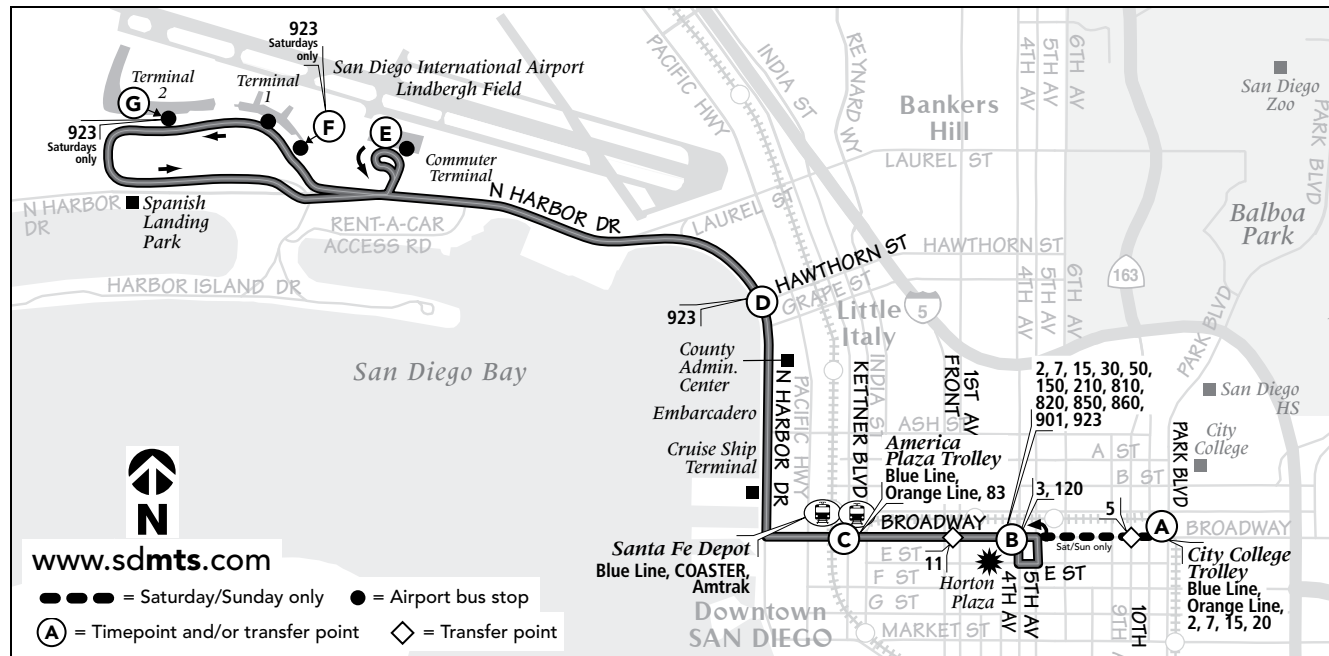 923
Saturdays
only
San Diego International Airport
Lindbergh Field
Terminal
2
Terminal
1
G
F
E
923
Saturdays
only
Commuter
Terminal
N HARBOR DR
Spanish
Landing
Park
N HARBOR
DR
RENT-A-CAR
ACCESS RD
HARBOR ISLAND DR
PACIFIC HWY
INDIA ST
REYNARD WY
4TH AV
5TH AV
6TH AV
Bankers
Hill
LAUREL ST
LAUREL ST
San Diego
Zoo
PARK BLVD
Balboa
Park
HAWTHORN ST
HAWTHORN ST
GRAPE ST
D
923
Little
Italy
5
163
4TH AV
5TH AV
6TH AV
PARK BLVD
San Diego Bay
County
Admin.
Center
Embarcadero
Cruise Ship
Terminal
N HARBOR DR
PACIFIC HWY
KETTNER BLVD
INDIA ST
FRONT
1ST AV
2, 7, 15, 30, 50,
150, 210, 810,
820, 850, 860,
901, 923
San Diego
HS
City
College
ASH ST
A ST
B ST
PARK BLVD
America
Plaza Trolley
Blue Line,
Orange Line, 83
3, 120
5
BROADWAY
BROADWAY
C
B
A
Sat/Sun only
Santa Fe Depot
Blue Line, COASTER,
Amtrak
11
Horton
Plaza
E ST
F ST
G ST
MARKET ST
4TH AV
5TH AV
E ST
9TH
10TH
City College
Trolley
Blue Line,
Orange Line,
2, 7, 15, 20
Downtown
SAN DIEGO
N
www.sdmts.com
= Saturday/Sunday only
= Airport bus stop
A = Timepoint and/or transfer point
= Transfer point